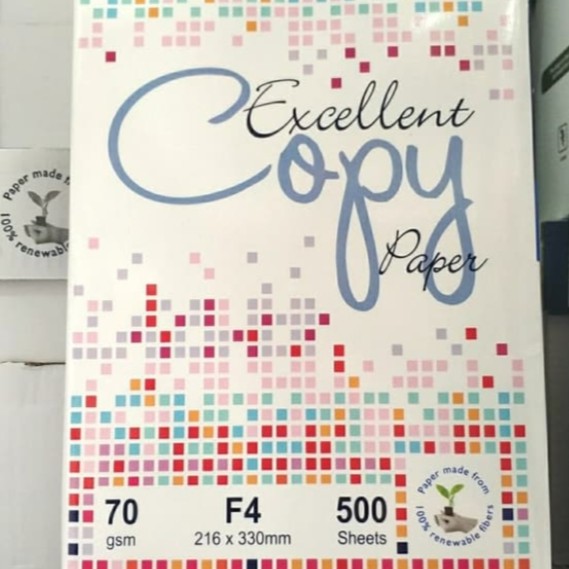 Excellent
Copy
Paper
70
gsm
F4
216 x 330mm
500
Sheets
Paper made from
100% renewable fibers
Paper made
100% renewable